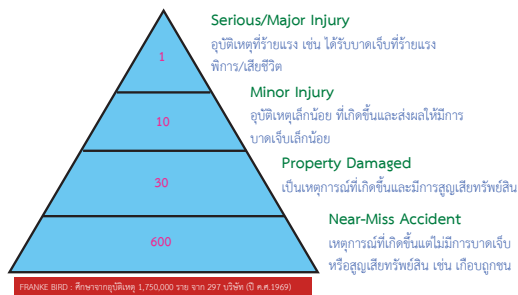 Serious/Major Injury
อุบัติเหตุที่ร้ายแรง เช่น ได้รับบาดเจ็บที่ร้ายแรง
พิการ/เสียชีวิต
1
Minor Injury
อุบัติเหตุเล็กน้อย ที่เกิดขึ้นและส่งผลให้มีการ
บาดเจ็บเล็กน้อย
10
Property Damaged
เป็นเหตุการณ์ที่เกิดขึ้นและมีการสูญเสียทรัพย์สิน
30
Near-Miss Accident
เหตุการณ์ที่เกิดขึ้นแต่ไม่มีการบาดเจ็บ
หรือสูญเสียทรัพย์สิน เช่น เกือบถูกชน
600
FRANKE BIRD : ศึกษาจากอุบัติเหตุ 1,750,000 ราย จาก 297 บริษัท (ปี ค.ศ.1969)